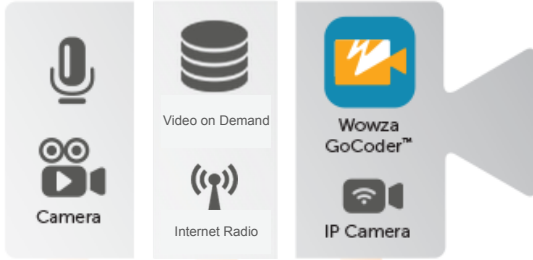 Camera
Video on Demand
Internet Radio
Wowza
GoCoder™
IP Camera